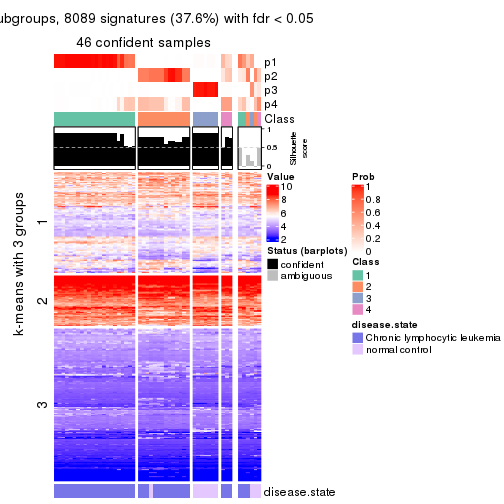 ubgroups, 8089 signatures (37.6%) with fdr < 0.05
46 confident samples
p1
p2
p3
p4
Class
1
0.5
0
Silhouette
score
k-means with 3 groups
1
2
3
disease.state
Value
10
8
6
4
2
Status (barplots)
confident
ambiguous
Prob
1
0.8
0.6
0.4
0.2
0
Class
1
2
3
4
disease.state
Chronic lymphocytic leukemia
normal control